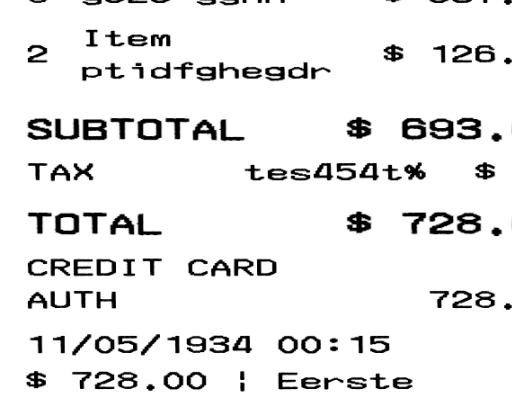 2 Item $ 126.
ptidfghegdr
SUBTOTAL $ 693.
TAX tes454t% $
TOTAL $ 728.
CREDIT CARD
AUTH 728.
11/05/1934 00:15
$ 728.00 ¦ Eerste